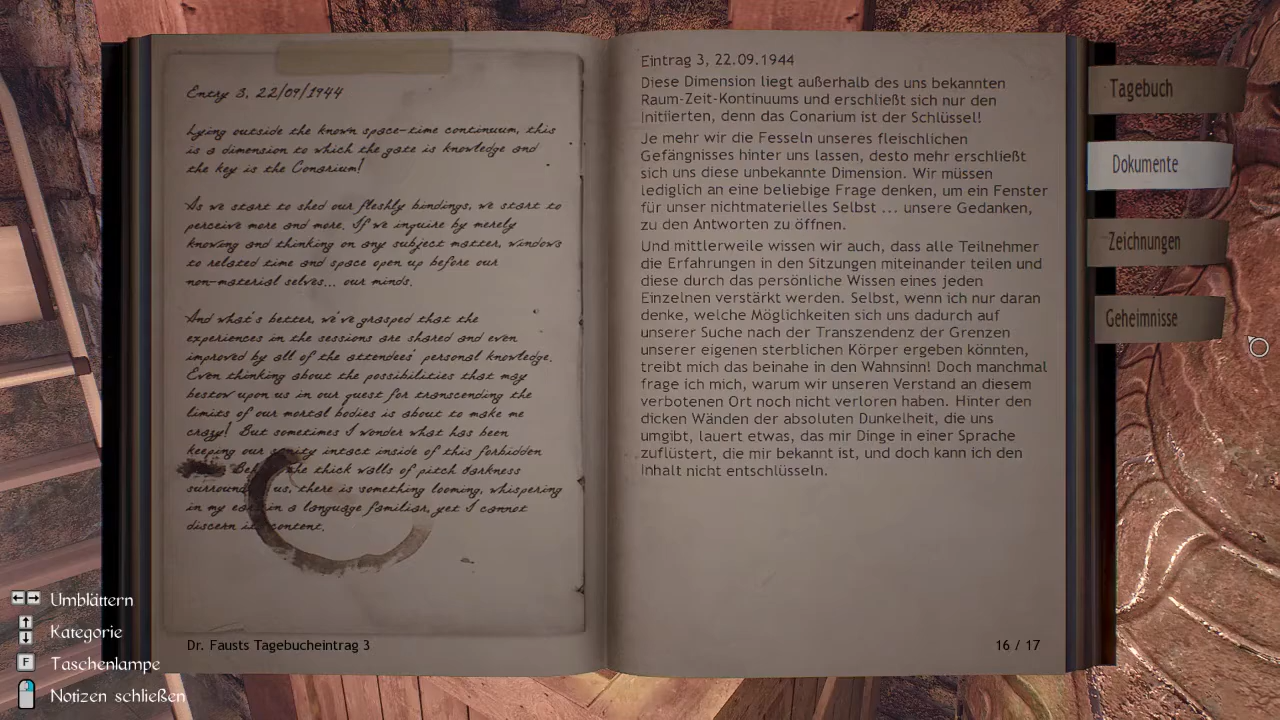 Entry 3, 22/09/1944
Lying outside the known space-time continuum, this
is a dimension to which the gate is knowledge and
the key is the Conarium!
As we start to shed our fleshly bindings, we start to
perceive more and more. If we inquire by merely
knowing and thinking on any subject matter, windows
to related time and space open up before our
non-material selves... our minds.
And what's better, we've grasped that the
experiences in the sessions are shared and even
improved by all of the attendees' personal knowledge.
Even thinking about the possibilities that may
bestow upon us in our quest for transcending the
limits of our mortal bodies is about to make me
crazy! But sometimes I wonder what has been
keeping our sanity intact inside of this forbidden
the thick walls of pitch darkness
us, there is something looming, whispering
in my ear in a language familiar, yet I cannot
discern its content.
Dr. Fausts Tagebucheintrag 3
Eintrag 3, 22.09.1944
Diese Dimension liegt außerhalb des uns bekannten
Raum-Zeit-Kontinuums und erschließt sich nur den
Initiierten, denn das Conarium ist der Schlüssel!
Je mehr wir die Fesseln unseres fleischlichen
Gefängnisses hinter uns lassen, desto mehr erschließt
sich uns diese unbekannte Dimension. Wir müssen
lediglich an eine beliebige Frage denken, um ein Fenster
für unser nichtmaterielles Selbst ... unsere Gedanken,
zu den Antworten zu öffnen.
Und mittlerweile wissen wir auch, dass alle Teilnehmer
die Erfahrungen in den Sitzungen miteinander teilen und
diese durch das persönliche Wissen eines jeden
Einzelnen verstärkt werden. Selbst, wenn ich nur daran
denke, welche Möglichkeiten sich uns dadurch auf
unserer Suche nach der Transzendenz der Grenzen
unserer eigenen sterblichen Körper ergeben könnten,
treibt mich das beinahe in den Wahnsinn! Doch manchmal
frage ich mich, warum wir unseren Verstand an diesem
verbotenen Ort noch nicht verloren haben. Hinter den
dicken Wänden der absoluten Dunkelheit, die uns
umgibt, lauert etwas, das mir Dinge in einer Sprache
zuflüstert, die mir bekannt ist, und doch kann ich den
Inhalt nicht entschlüsseln.
16 / 17
Tagebuch
Dokumente
Zeichnungen
Geheimnisse
Umblättern
Kategorie
F Taschenlampe
Notizen schließen